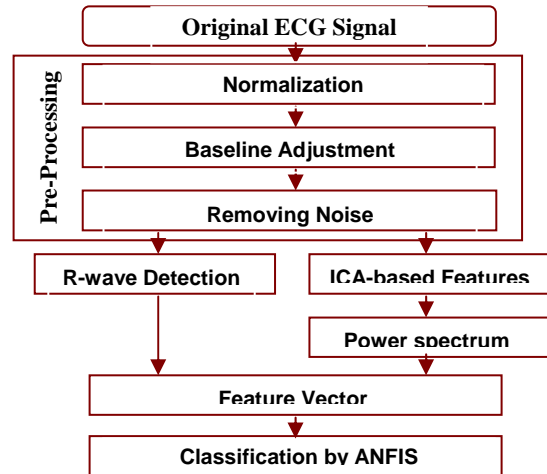 Original ECG Signal
Pre-Processing
Normalization
Baseline Adjustment
Removing Noise
R-wave Detection
ICA-based Features
Power spectrum
Feature Vector
Classification by ANFIS